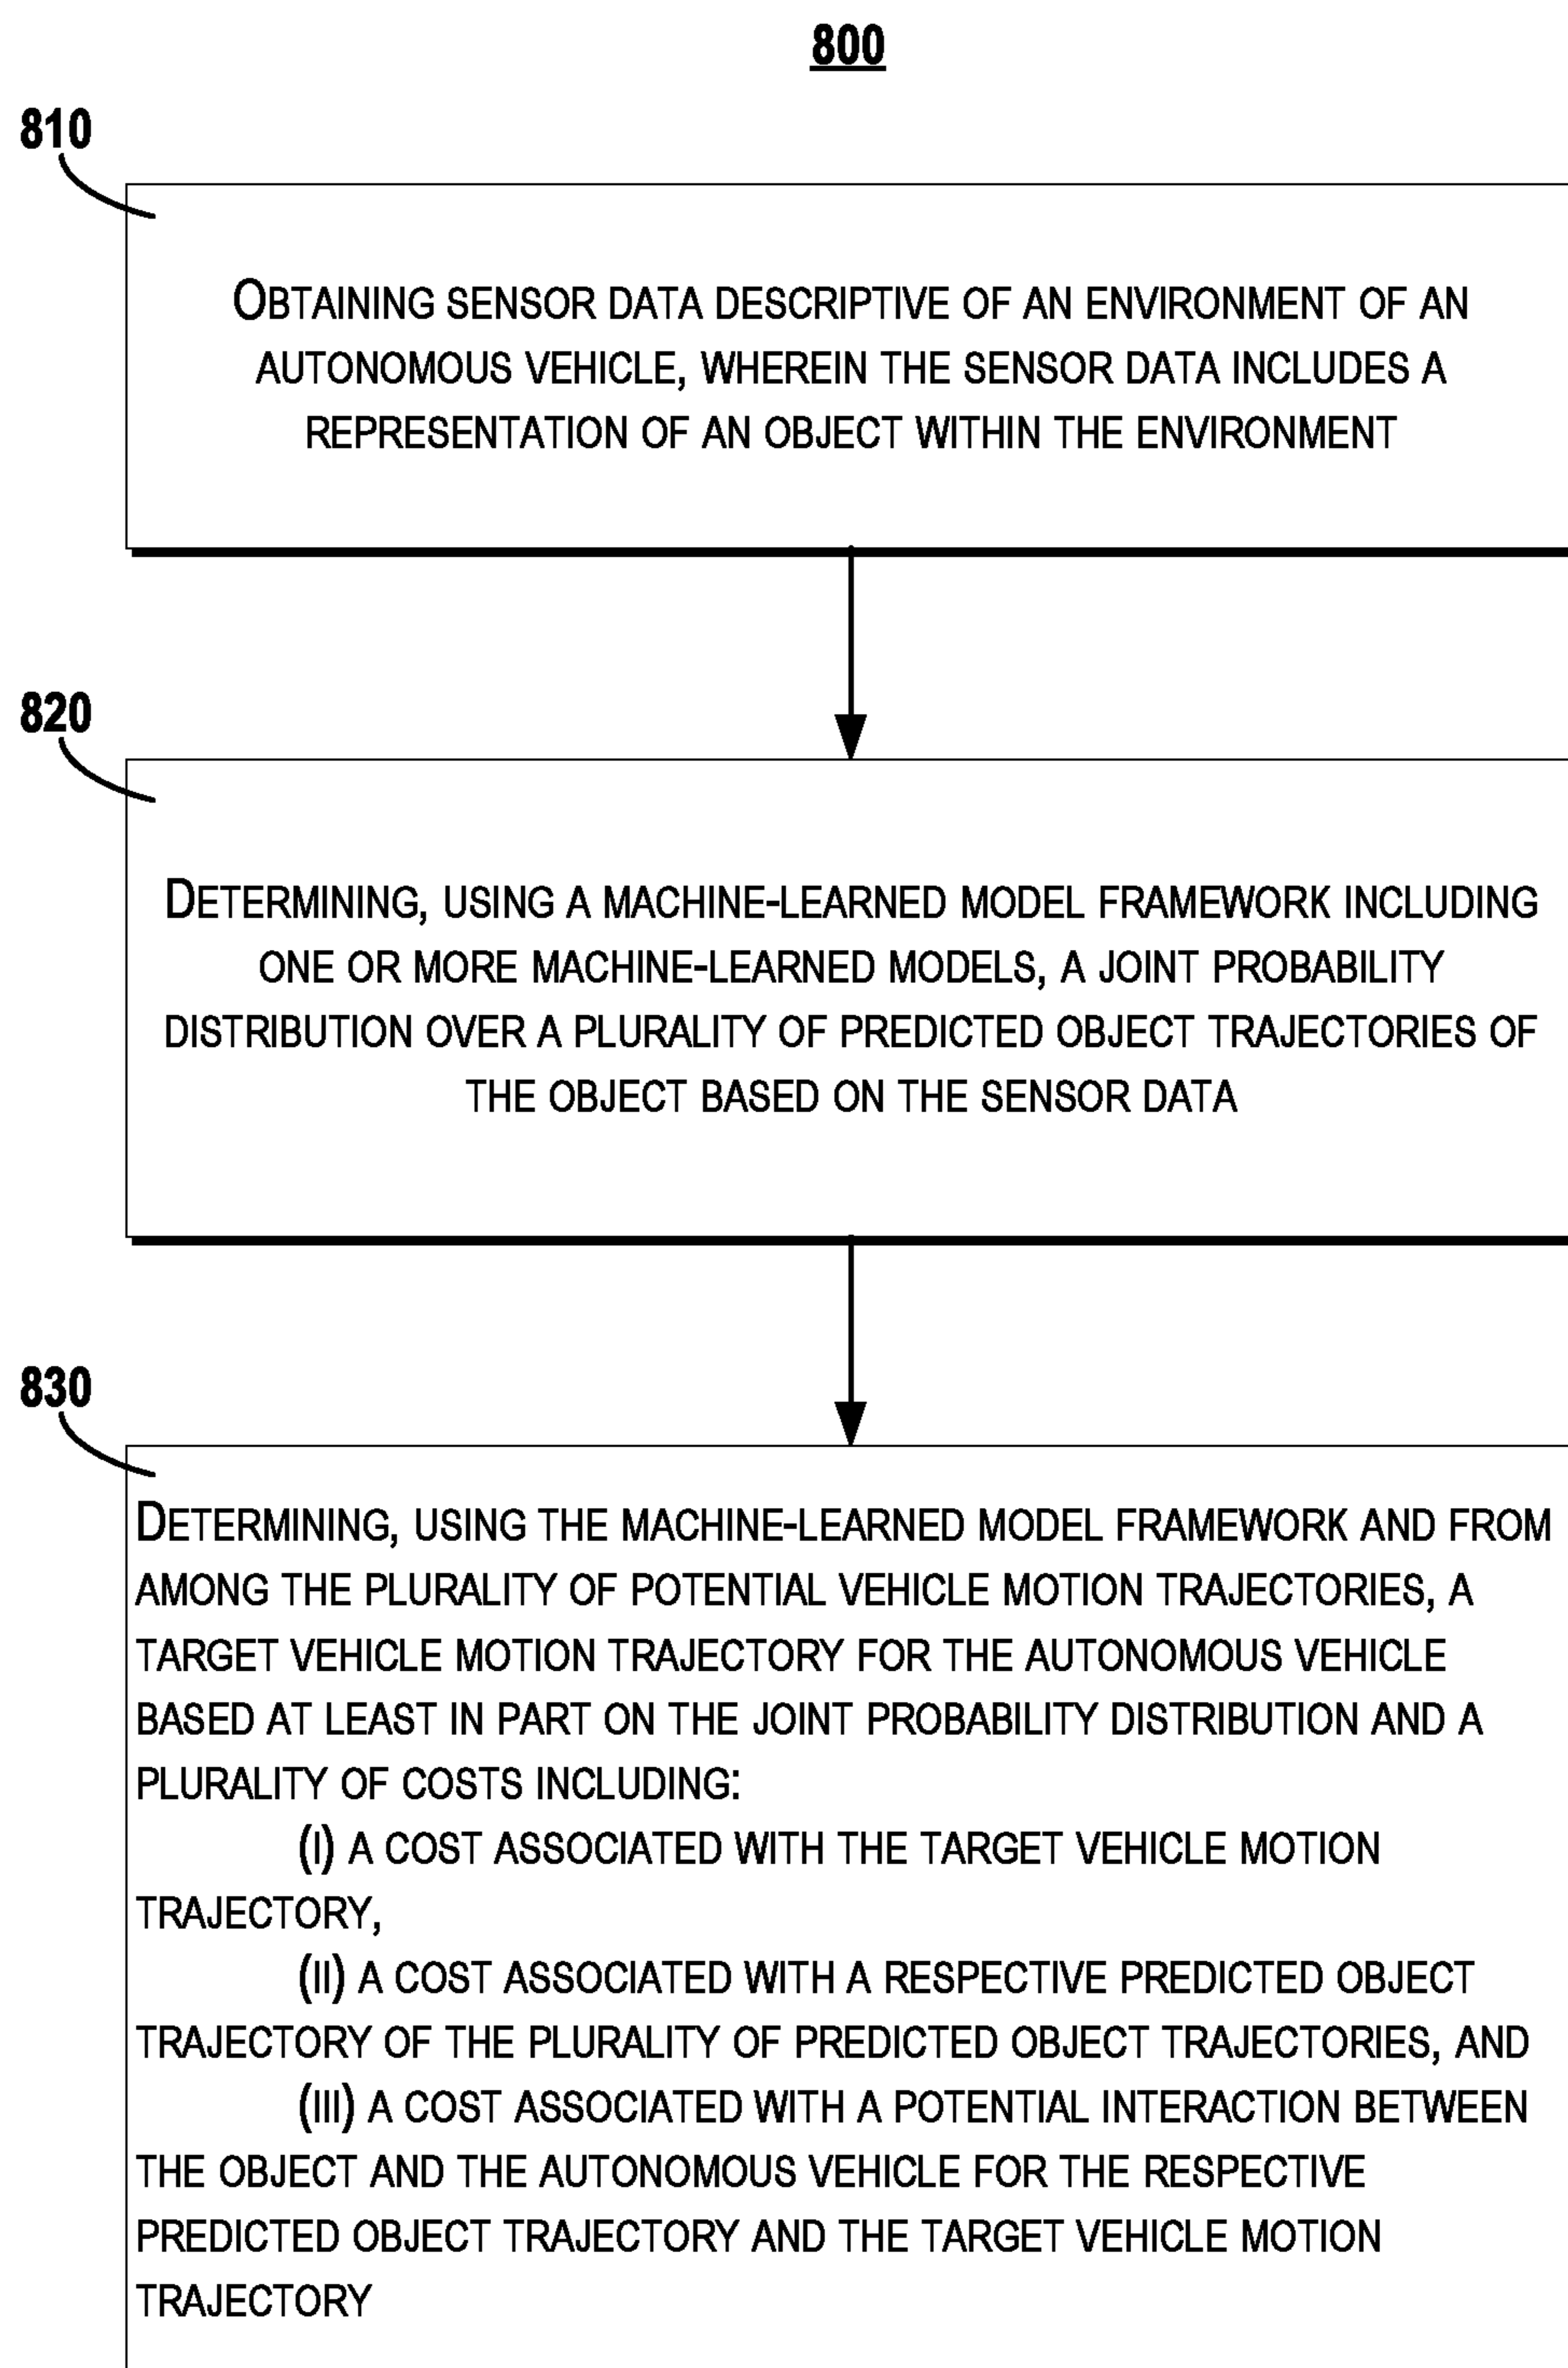 800
810
OBTAINING SENSOR DATA DESCRIPTIVE OF AN ENVIRONMENT OF AN
AUTONOMOUS VEHICLE, WHEREIN THE SENSOR DATA INCLUDES A
REPRESENTATION OF AN OBJECT WITHIN THE ENVIRONMENT
820
DETERMINING, USING A MACHINE-LEARNED MODEL FRAMEWORK INCLUDING
ONE OR MORE MACHINE-LEARNED MODELS, A JOINT PROBABILITY
DISTRIBUTION OVER A PLURALITY OF PREDICTED OBJECT TRAJECTORIES OF
THE OBJECT BASED ON THE SENSOR DATA
830
DETERMINING, USING THE MACHINE-LEARNED MODEL FRAMEWORK AND FROM
AMONG THE PLURALITY OF POTENTIAL VEHICLE MOTION TRAJECTORIES, A
TARGET VEHICLE MOTION TRAJECTORY FOR THE AUTONOMOUS VEHICLE
BASED AT LEAST IN PART ON THE JOINT PROBABILITY DISTRIBUTION AND A
PLURALITY OF COSTS INCLUDING:
(I) A COST ASSOCIATED WITH THE TARGET VEHICLE MOTION
TRAJECTORY,
(II) A COST ASSOCIATED WITH A RESPECTIVE PREDICTED OBJECT
TRAJECTORY OF THE PLURALITY OF PREDICTED OBJECT TRAJECTORIES, AND
(III) A COST ASSOCIATED WITH A POTENTIAL INTERACTION BETWEEN
THE OBJECT AND THE AUTONOMOUS VEHICLE FOR THE RESPECTIVE
PREDICTED OBJECT TRAJECTORY AND THE TARGET VEHICLE MOTION
TRAJECTORY